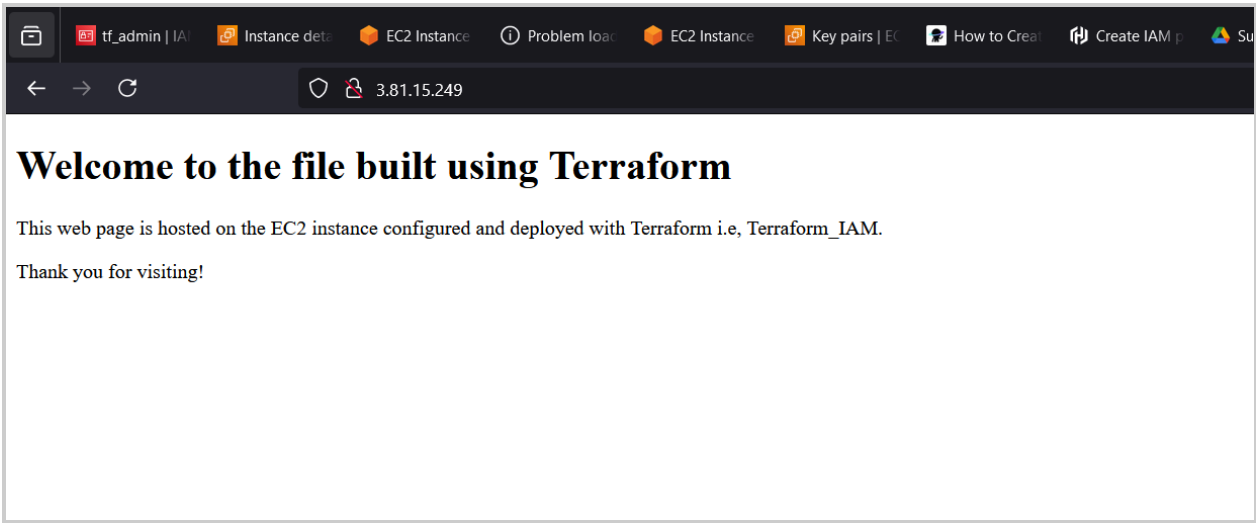 tf_admin | IA
Instance deta
EC2 Instance
Problem loac
EC2 Instance
Key pairs | EC
How to Creat
Create IAM p
Su
3.81.15.249
Welcome to the file built using Terraform
This web page is hosted on the EC2 instance configured and deployed with Terraform i.e, Terraform_IAM.
Thank you for visiting!